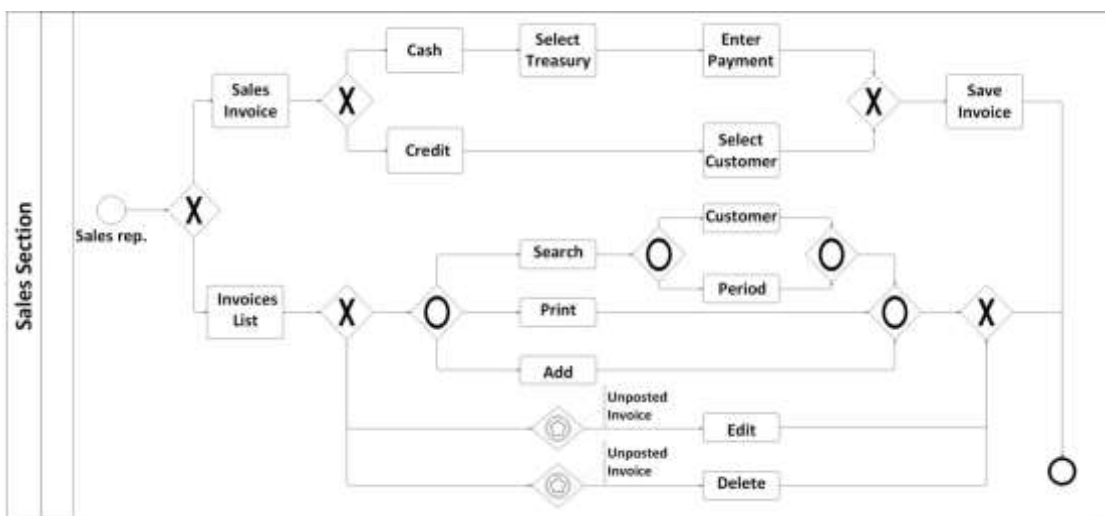 Sales Section
Sales rep.
Sales
Invoice
X
X
Cash
Select
Treasury
Enter
Payment
Credit
Select
Customer
X
Save
Invoice
Invoices
List
X
Search
Customer
Period
Print
Add
X
Unposted
Invoice
Edit
Unposted
Invoice
Delete